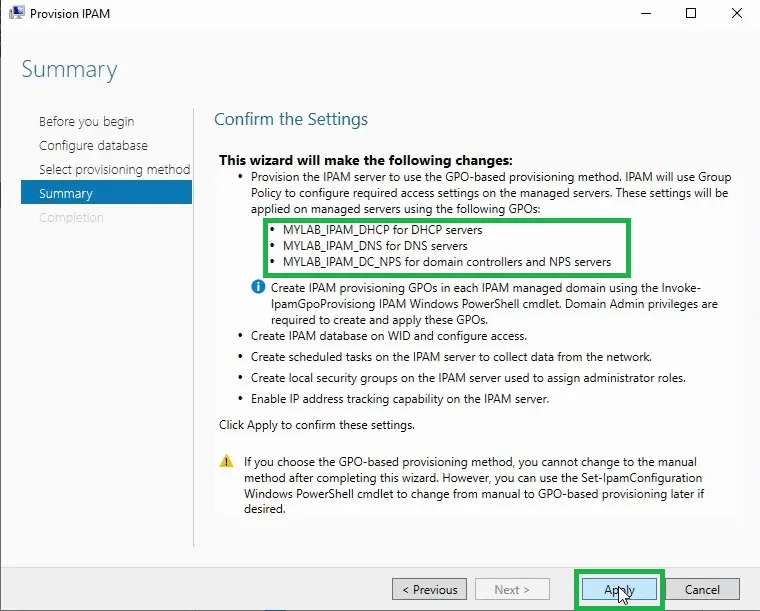 Provision IPAM
Summary
Before you begin
Configure database
Select provisioning method
Summary
Completion
Confirm the Settings
This wizard will make the following changes:
• Provision the IPAM server to use the GPO-based provisioning method. IPAM will use Group
Policy to configure required access settings on the managed servers. These settings will be
applied on managed servers using the following GPOs:
• MYLAB_IPAM_DHCP for DHCP servers
• MYLAB_IPAM_DNS for DNS servers
• MYLAB_IPAM_DC_NPS for domain controllers and NPS servers
Create IPAM provisioning GPOs in each IPAM managed domain using the Invoke-
IpamGpoProvisiong IPAM Windows PowerShell cmdlet. Domain Admin privileges are
required to create and apply these GPOs.
• Create IPAM database on WID and configure access.
• Create scheduled tasks on the IPAM server to collect data from the network.
• Create local security groups on the IPAM server used to assign administrator roles.
• Enable IP address tracking capability on the IPAM server.
Click Apply to confirm these settings.
If you choose the GPO-based provisioning method, you cannot change to the manual
method after completing this wizard. However, you can use the Set-IpamConfiguration
Windows PowerShell cmdlet to change from manual to GPO-based provisioning later if
desired.
< Previous
Next >
Apply
Cancel